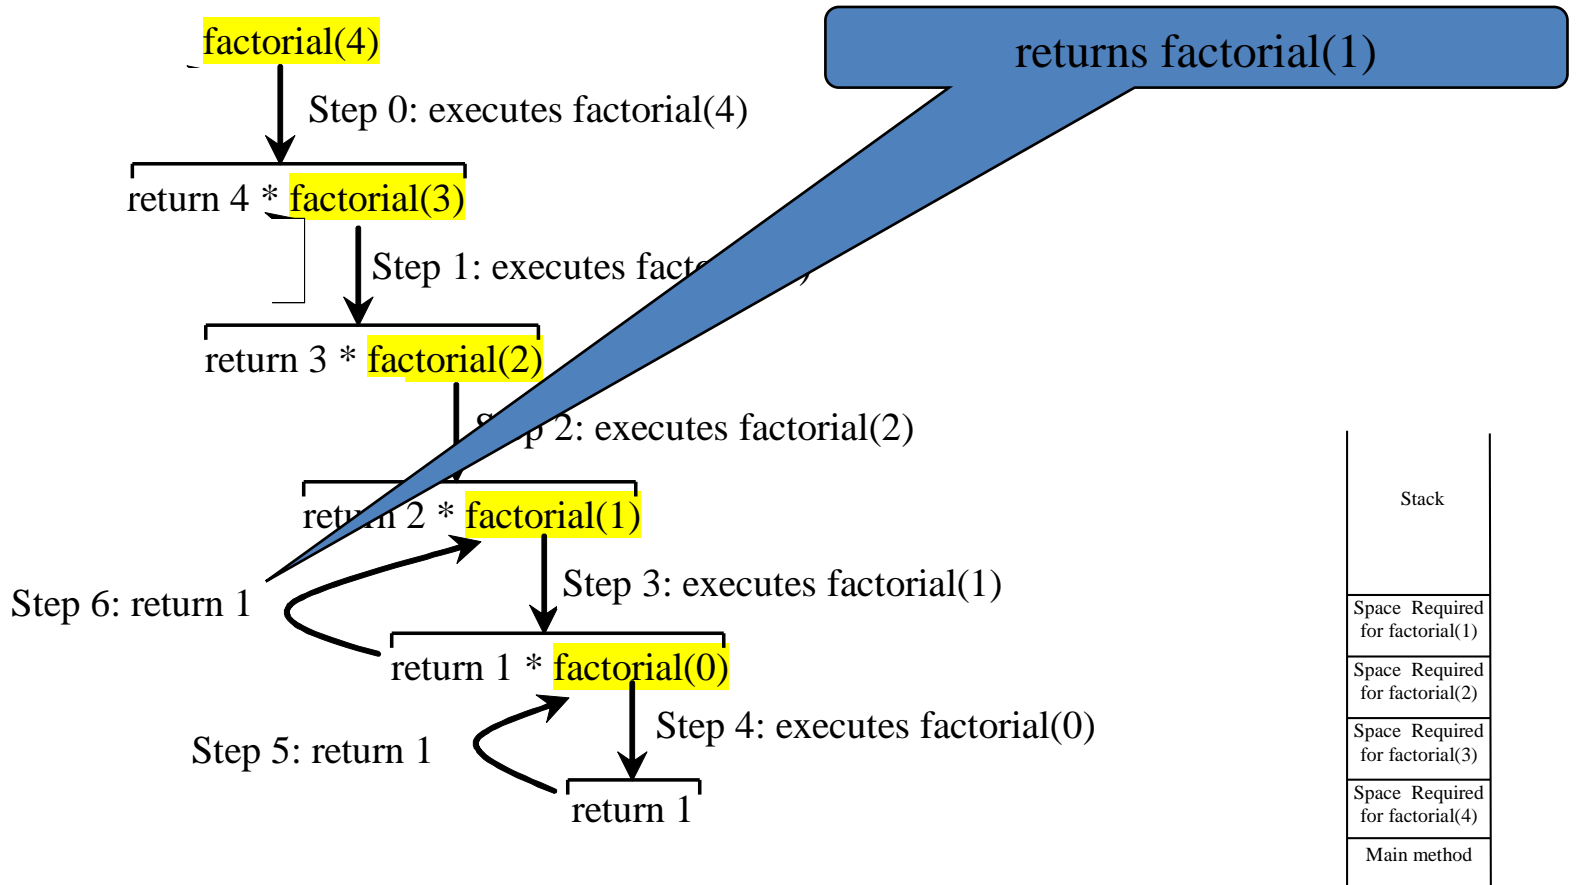 factorial(4)
returns factorial(1)
Step 0: executes factorial(4)
return 4 * factorial(3)
Step 1: executes
return 3 * factorial(2)
2: executes factorial(2)
return 2 * factorial(1)
Step 3: executes factorial(1)
Step 6: return 1
return 1 * factorial(0)
Step 4: executes factorial(0)
Step 5: return 1
return 1
Stack
Space Required
for factorial(1)
Space Required
for factorial(2)
Space Required
for factorial(3)
Space Required
for factorial(4)
Main method